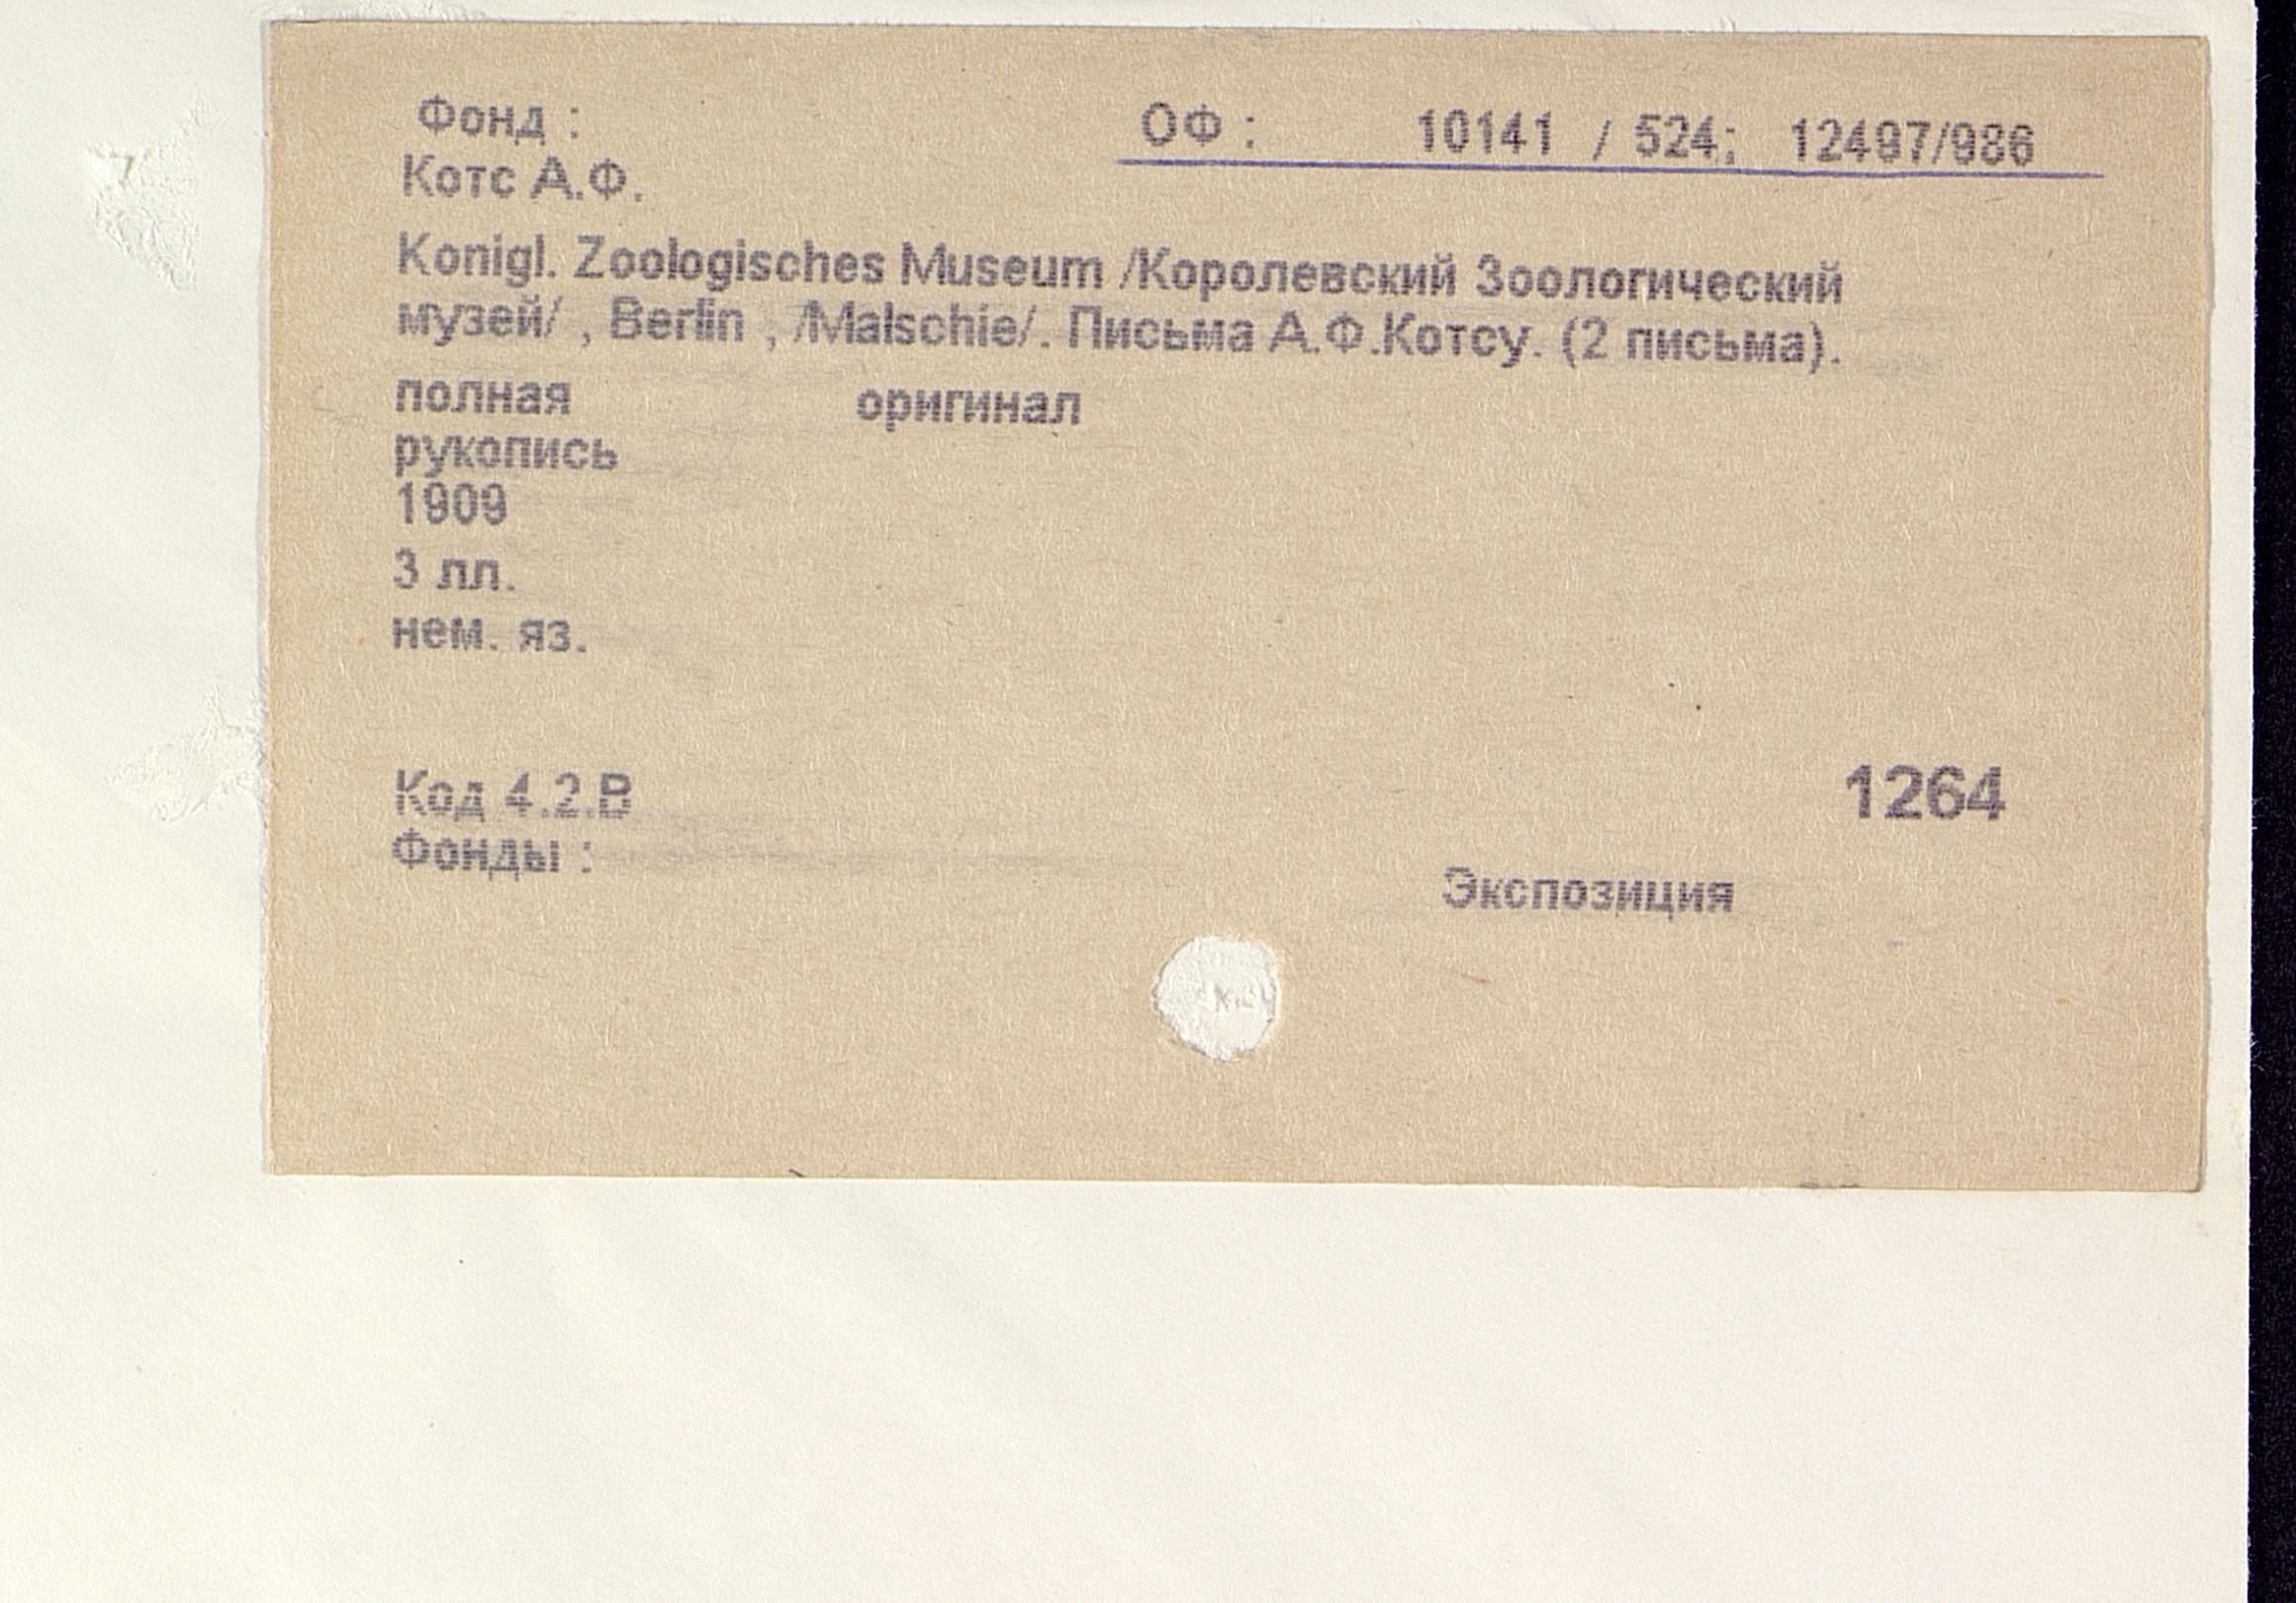 Фонд :
ОФ : 10141 / 524; 12497/986
Котс А.Ф.
Konigl. Zoologisches Museum /Королевский Зоологический
музей/ , Berlin , /Malschie/. Письма А.Ф.Котсу. (2 письма).
полная оригинал
рукопись
1909
3 лл.
нем. яз.
Код 4.2.В
1264
Фонды :
Экспозиция